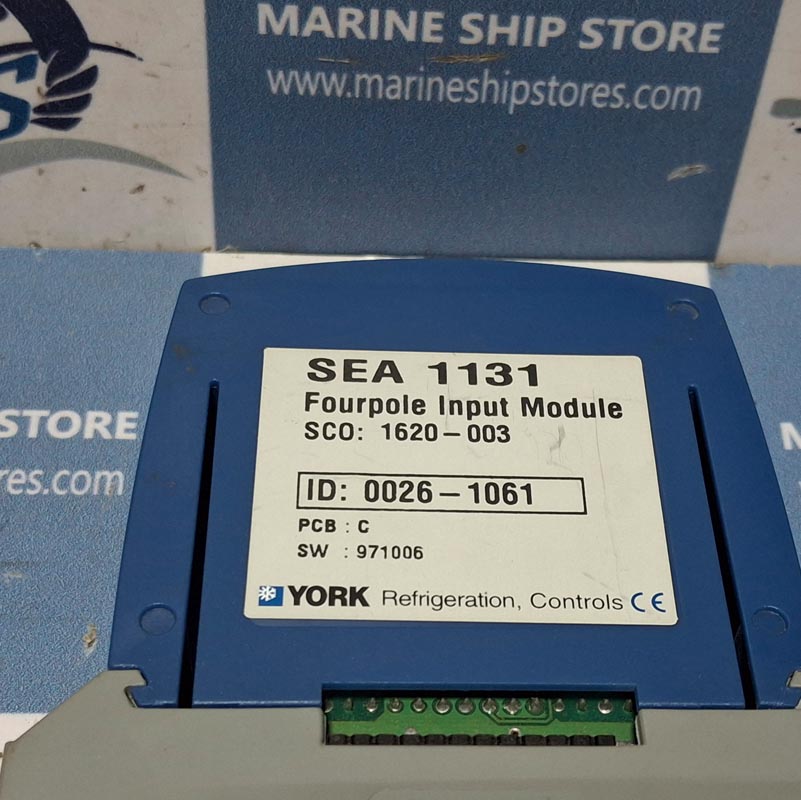 MARINE SHIP STORE
www.marineshipstores.com
S
STORE
es.com
SEA 1131
Fourpole Input Module
SCO: 1620-003
ID: 0026-1061
PCB : C
SW : 971006
YORK Refrigeration, Controls CE